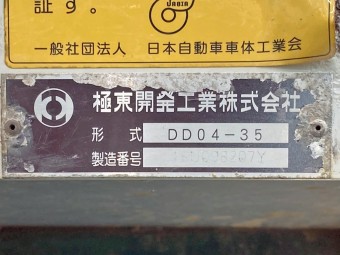 証す。
JABIA
一般社団法人 日本自動車車体工業会
極東開発工業株式会社
形式 DD04-35
製造番号